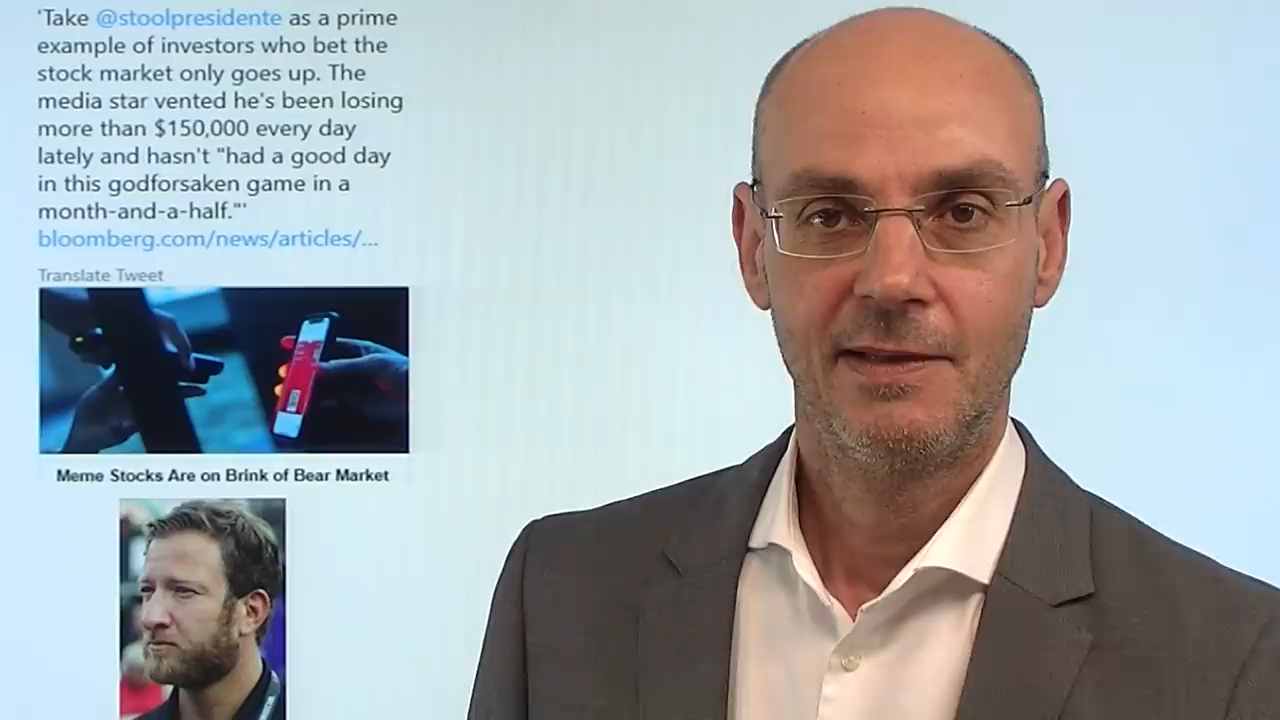 'Take @stoolpresidente as a prime
example of investors who bet the
stock market only goes up. The
media star vented he's been losing
more than $150,000 every day
lately and hasn't "had a good day
in this godforsaken game in a
month-and-a-half."'
bloomberg.com/news/articles/...
Translate Tweet
Meme Stocks Are on Brink of Bear Market